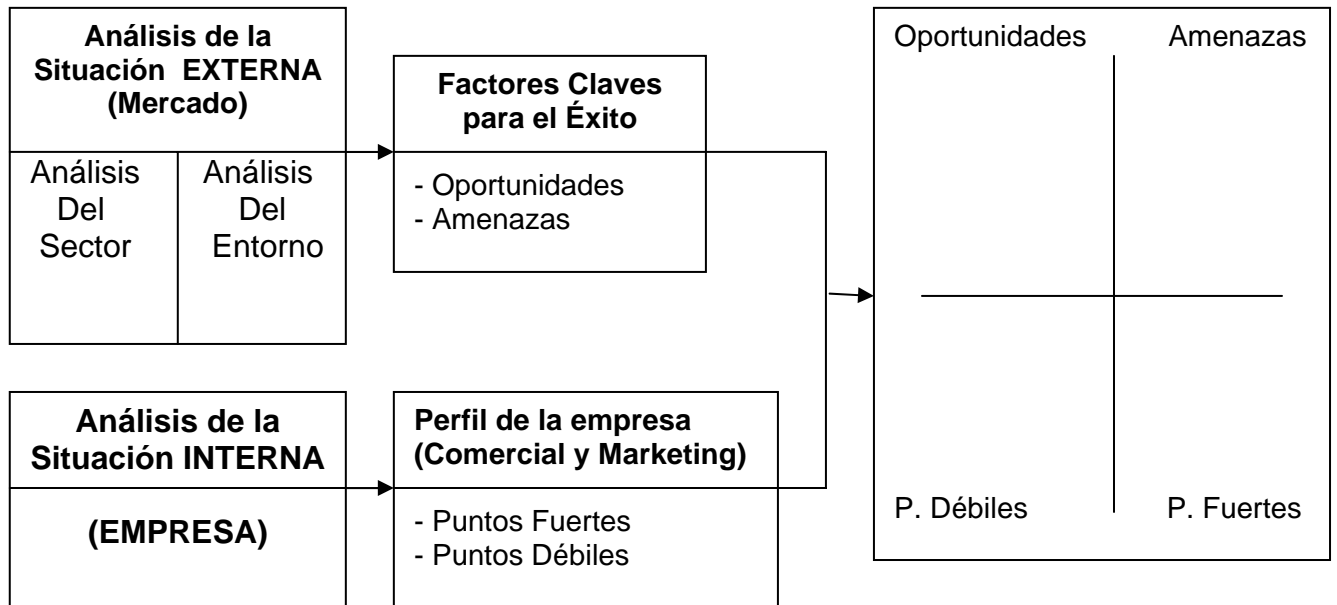 Análisis de la
Situación EXTERNA
(Mercado)
Análisis
Del
Sector
Análisis
Del
Entorno
Factores Claves
para el Éxito
- Oportunidades
- Amenazas
Oportunidades
Amenazas
P. Débiles
P. Fuertes
Análisis de la
Situación INTERNA
(EMPRESA)
Perfil de la empresa
(Comercial y Marketing)
- Puntos Fuertes
- Puntos Débiles